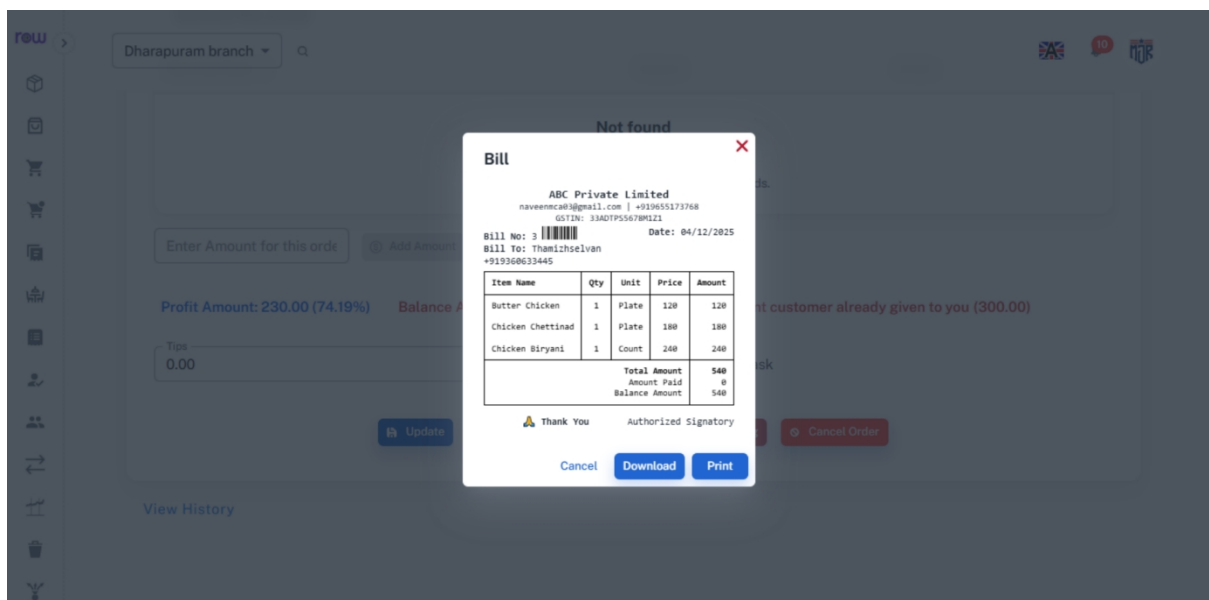 row
Dharapuram branch
10
Not found
ds.
Enter Amount for this orde
Add Amount
Profit Amount: 230.00 (74.19%)
Balance A
nt customer already given to you (300.00)
Tips
0.00
ask
Update
Cancel Order
View History
Bill
ABC Private Limited
naveenmca03@gmail.com | +919655173768
GSTIN: 33ADTPS5678M1Z1
Bill No: 3
Date: 04/12/2025
Bill To: Thamizhselvan
+919360633445
Item Name Qty Unit Price Amount
Butter Chicken 1 Plate 120 120
Chicken Chettinad 1 Plate 180 180
Chicken Biryani 1 Count 240 240
Total Amount 540
Amount Paid 0
Balance Amount 540
🙏 Thank You Authorized Signatory
Cancel Download Print